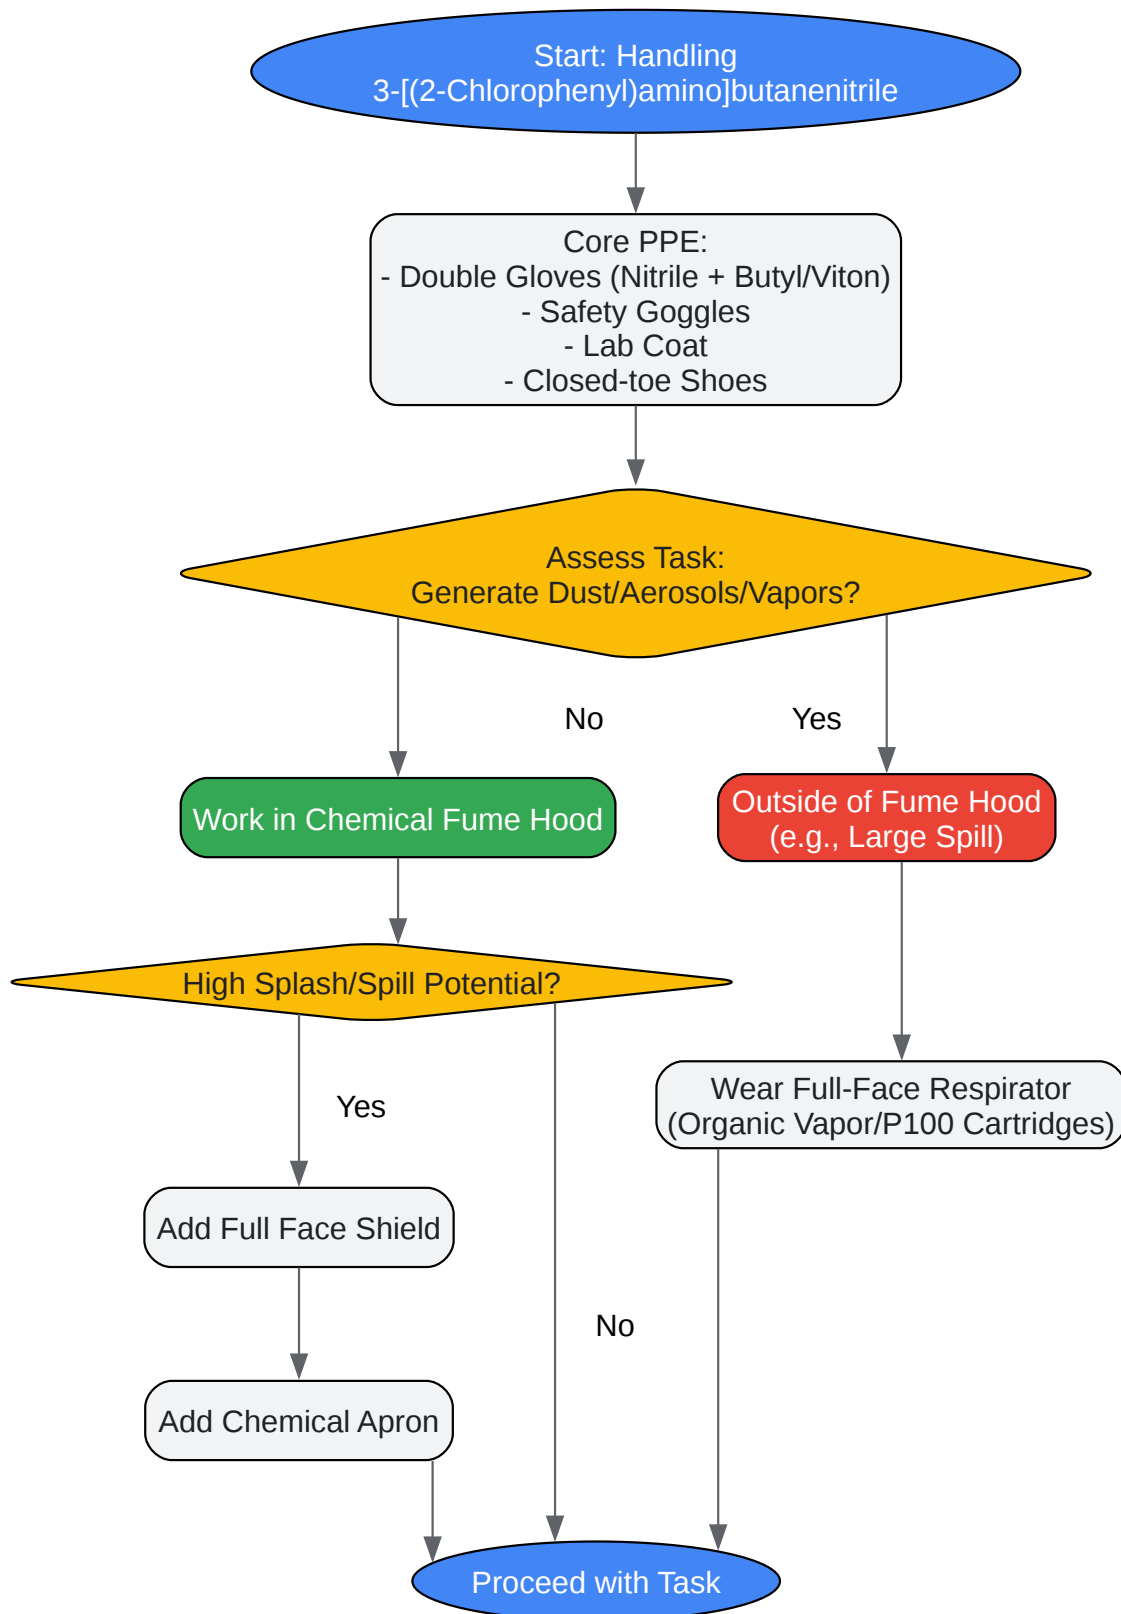 Start: Handling
3-[(2-Chlorophenyl)amino]butanenitrile
Core PPE:
- Double Gloves (Nitrile + Butyl/Viton)
- Safety Goggles
- Lab Coat
- Closed-toe Shoes
Assess Task:
Generate Dust/Aerosols/Vapors?
No
Yes
Work in Chemical Fume Hood
Outside of Fume Hood
(e.g., Large Spill)
High Splash/Spill Potential?
Wear Full-Face Respirator
(Organic Vapor/P100 Cartridges)
Yes
Add Full Face Shield
No
Add Chemical Apron
Proceed with Task